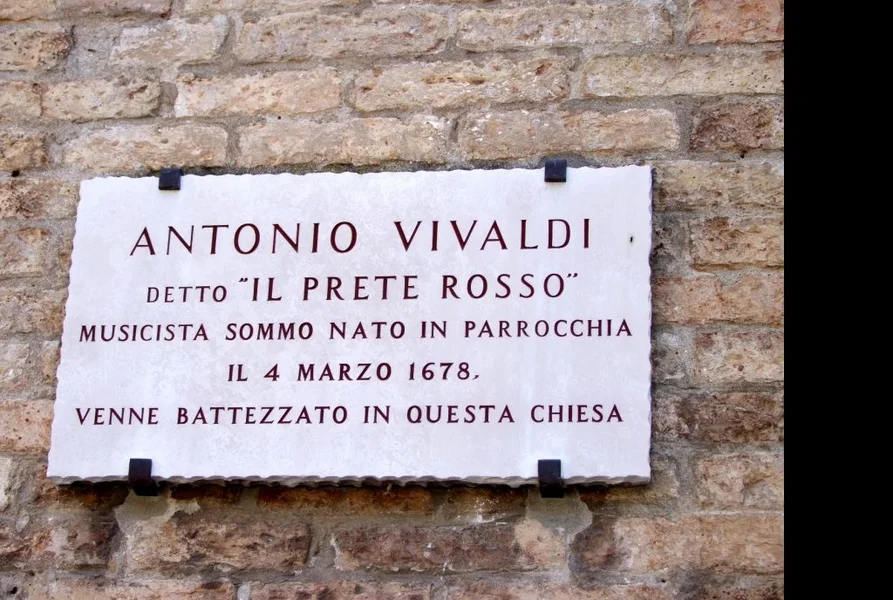 ANTONIO VIVALDI
DETTO "IL PRETE ROSSO"
MUSICISTA SOMMO NATO IN PARROCCHIA
IL 4 MARZO 1678,
VENNE BATTEZZATO IN QUESTA CHIESA